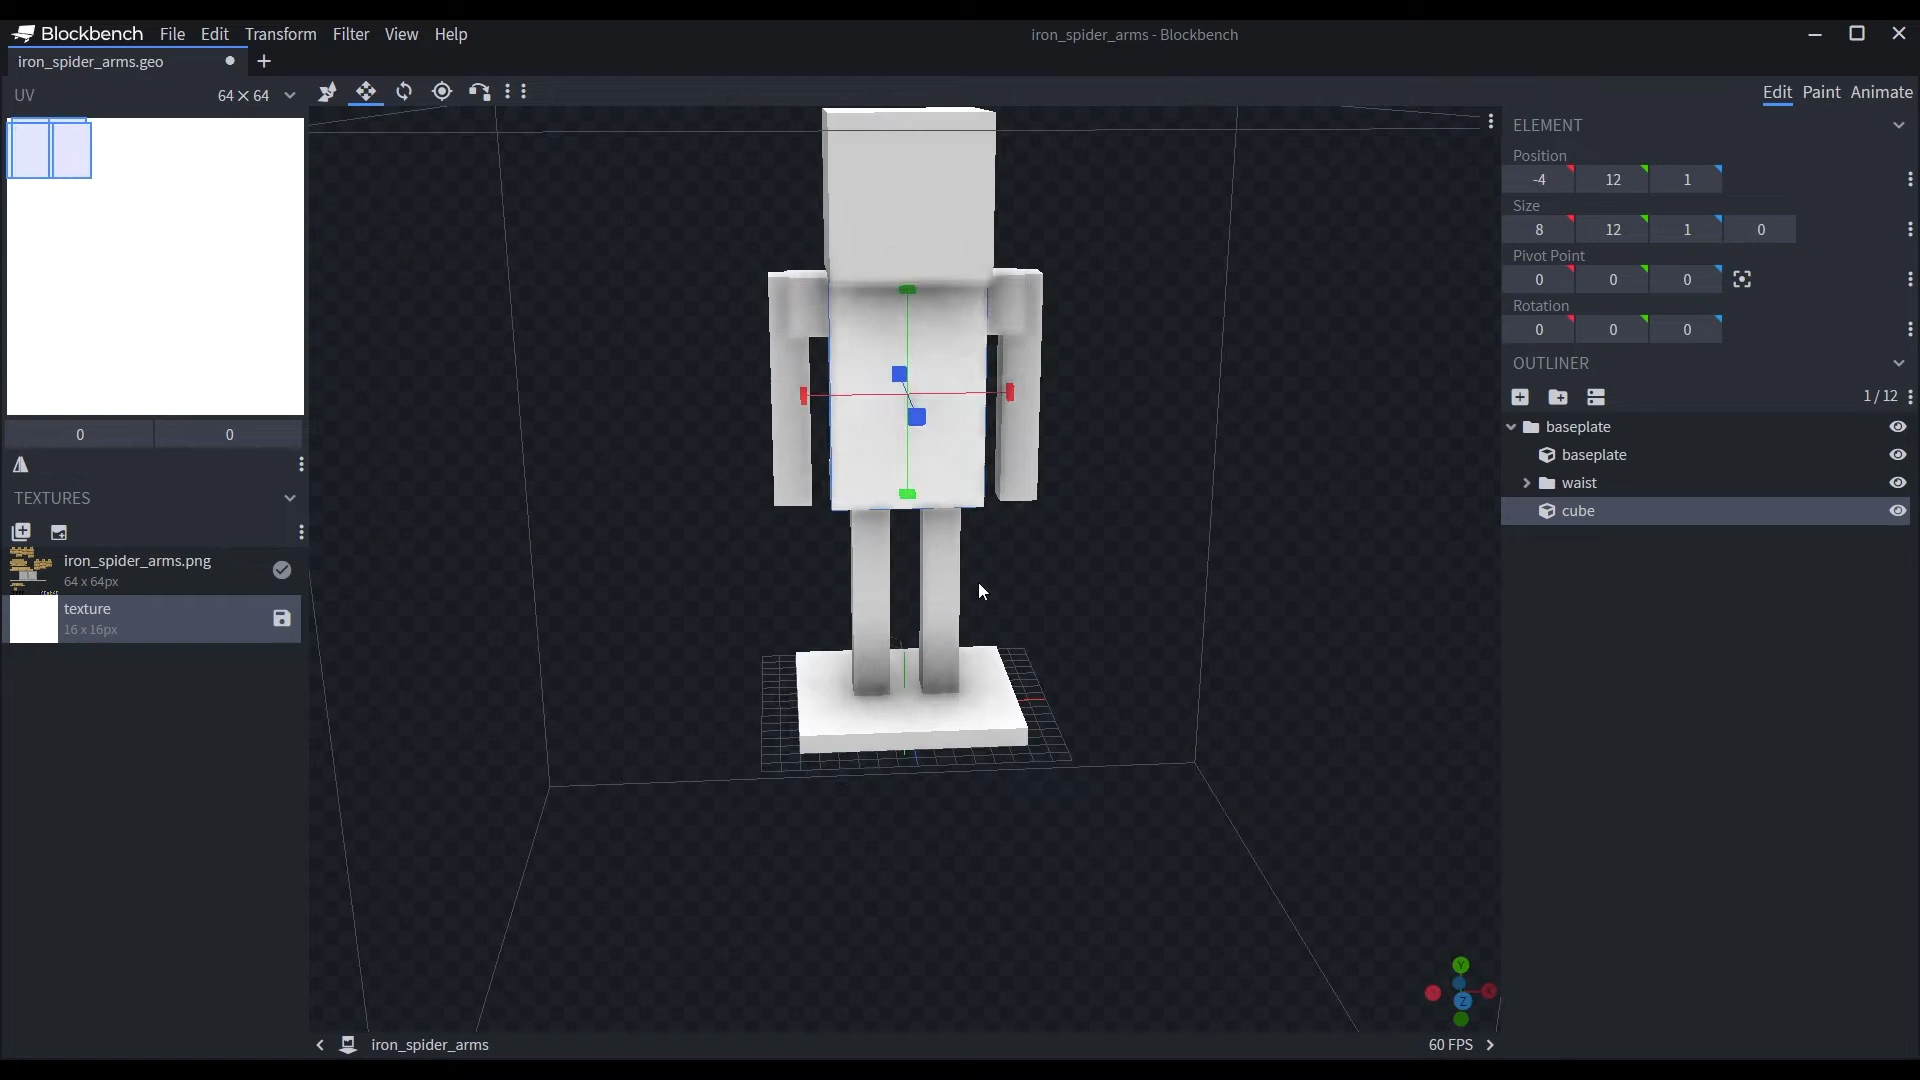 Blockbench File Edit Transform Filter View Help
iron_spider_arms - Blockbench
iron_spider_arms.geo
UV 64 × 64
Edit Paint Animate
ELEMENT
Position
-4 12 1
Size
8 12 1 0
Pivot Point
0 0 0
Rotation
0 0 0
OUTLINER
1 / 12
baseplate
baseplate
waist
cube
0 0
TEXTURES
iron_spider_arms.png
64 x 64px
texture
16 x 16px
Y
Z
iron_spider_arms
60 FPS